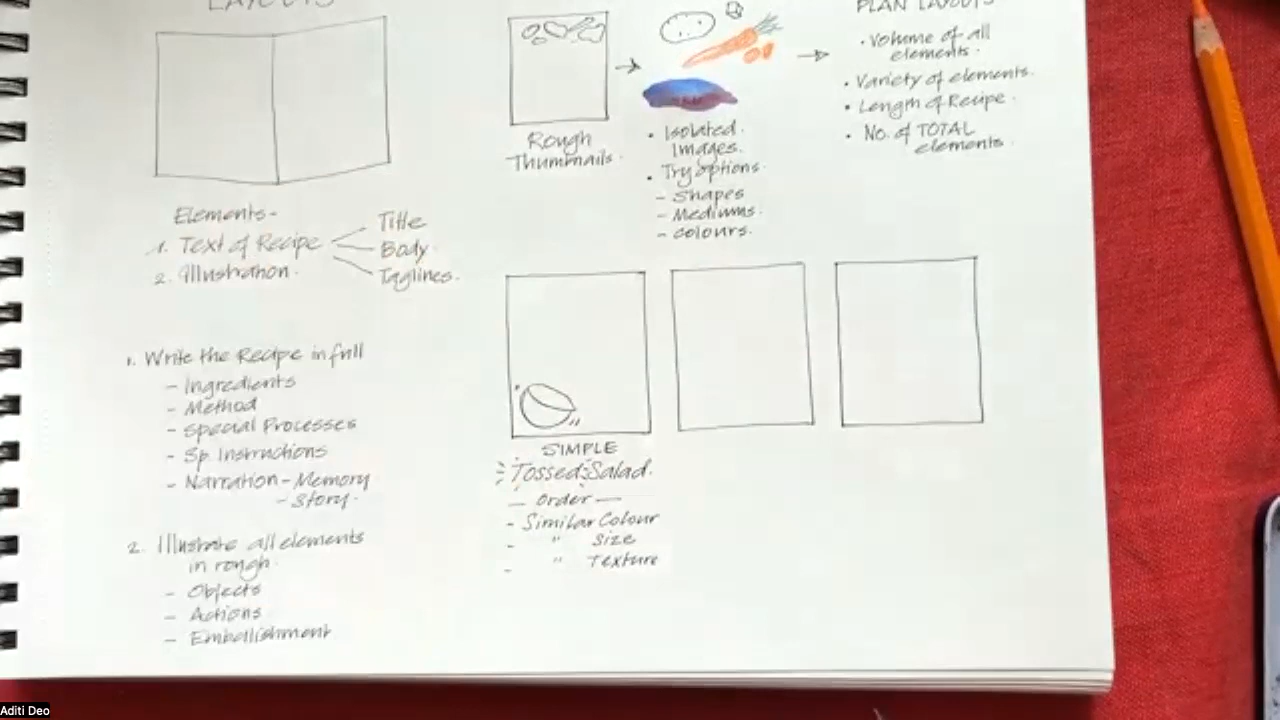 LAYOUTS
Elements-
1. Text of Recipe
2. Illustration.
Title
Body.
Taglines.
1. Write the Recipe in full
- Ingredients
- Method
- Special Processes
- Sp. Instructions
- Narration - Memory
- Story.
2. Illustrate all elements
in rough.
- Objects
- Actions
- Embellishment
Rough
Thumbnails.
• Isolated
Images.
• Try options.
- Shapes
- Mediums.
- colours.
PLAN LAYOUTS
• Volume of all
elements.
• Variety of elements.
• Length of Recipe.
• No. of TOTAL
elements.
SIMPLE
Tossed Salad.
— Order —
- Similar Colour
- " Size
- " Texture
Aditi Deo